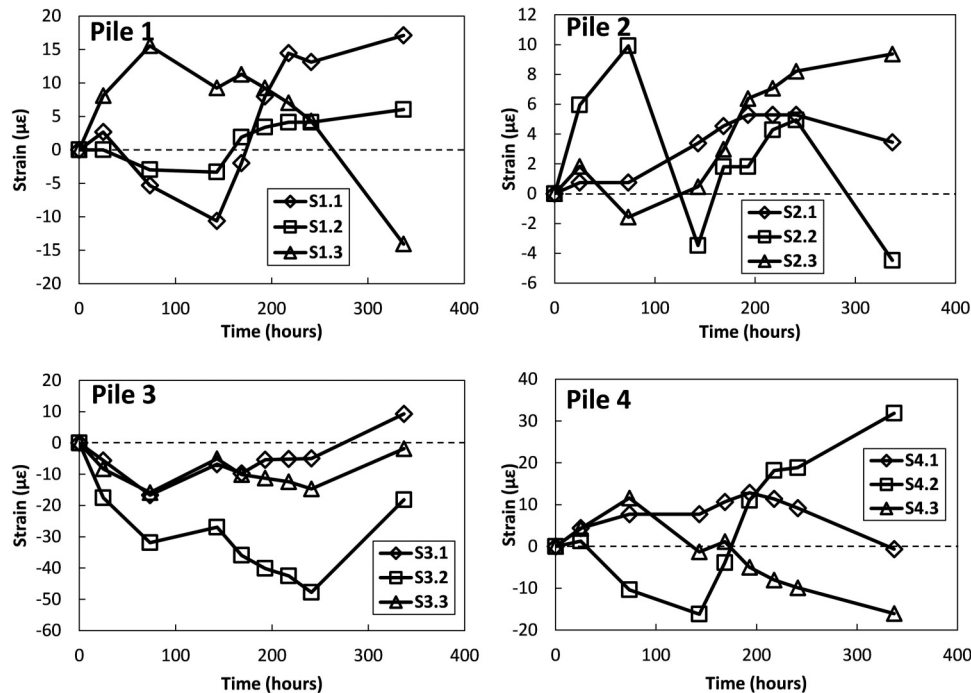 Pile 1
Strain (με)
20
15
10
5
0
-5
-10
-15
-20
S1.1
S1.2
S1.3
0 100 200 300 400
Time (hours)
Pile 2
Strain (με)
12
10
8
6
4
2
0
-2
-4
-6
S2.1
S2.2
S2.3
0 100 200 300 400
Time (hours)
Pile 3
Strain (με)
20
10
0
-10
-20
-30
-40
-50
-60
S3.1
S3.2
S3.3
0 100 200 300 400
Time (hours)
Pile 4
Strain (με)
40
30
20
10
0
-10
-20
S4.1
S4.2
S4.3
0 100 200 300 400
Time (hours)